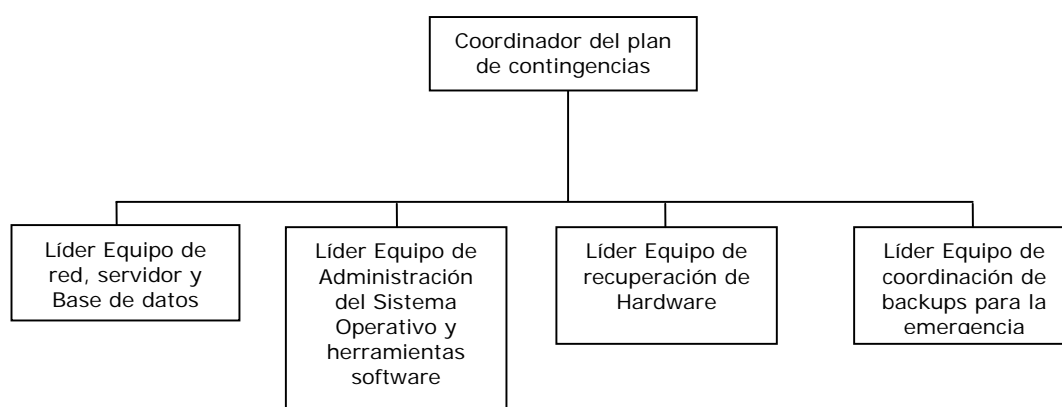 Coordinador del plan
de contingencias
Líder Equipo de
red, servidor y
Base de datos
Líder Equipo de
Administración
del Sistema
Operativo y
herramientas
software
Líder Equipo de
recuperación de
Hardware
Líder Equipo de
coordinación de
backups para la
emergencia